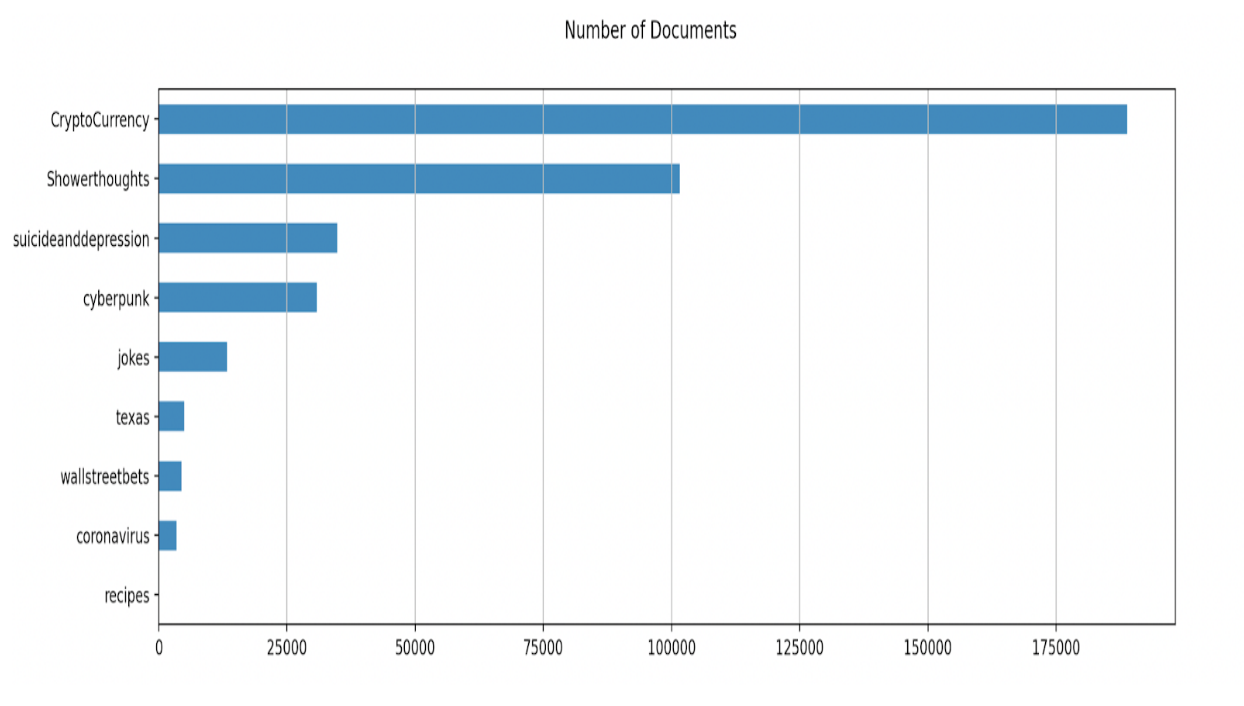 Number of Documents
CryptoCurrency
Showerthoughts
suicideanddepression
cyberpunk
jokes
texas
wallstreetbets
coronavirus
recipes
0 25000 50000 75000 100000 125000 150000 175000